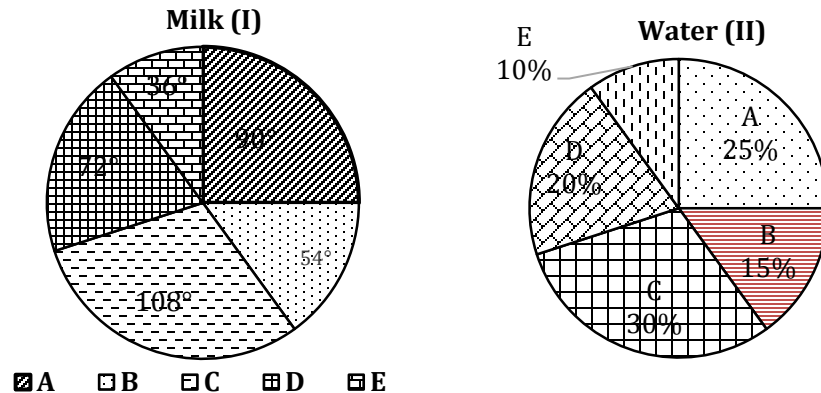 Milk (I)
36°
90°
72°
54°
108°
A B C D E
Water (II)
E
10%
A
25%
D
20%
B
15%
C
30%